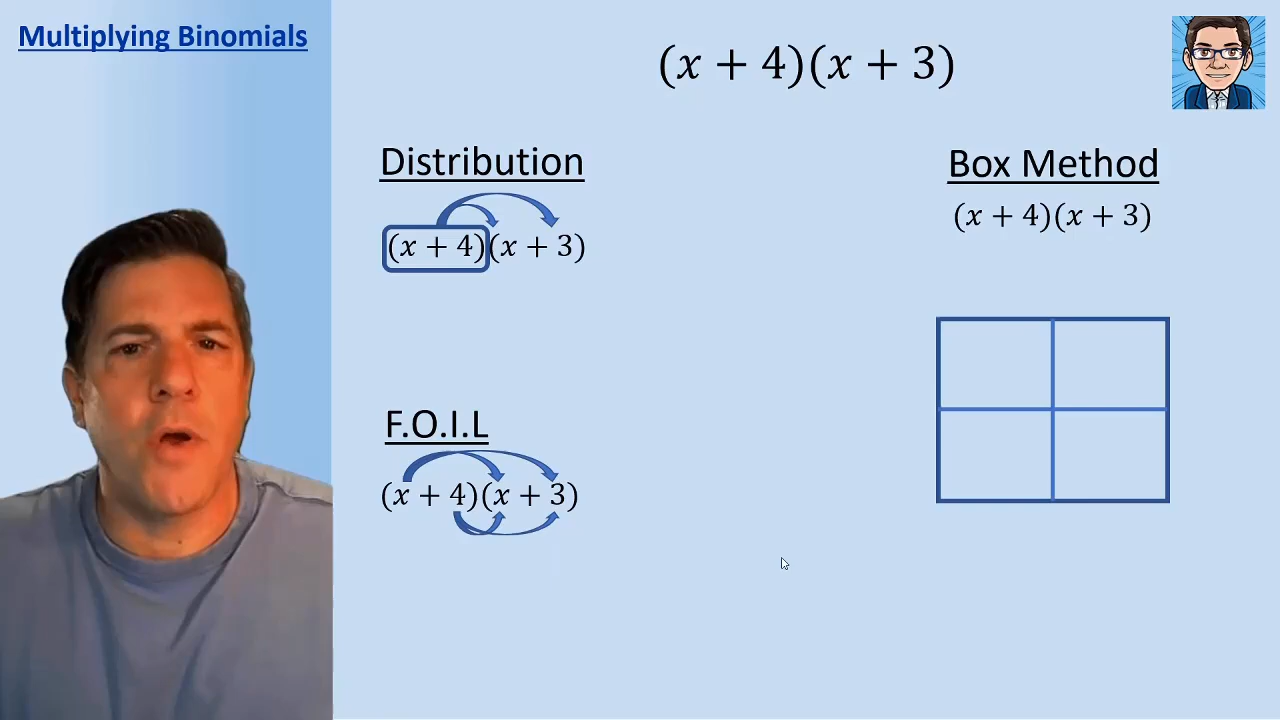 Multiplying Binomials
(x + 4)(x + 3)
Distribution
(x + 4)(x + 3)
F.O.I.L
(x + 4)(x + 3)
Box Method
(x + 4)(x + 3)